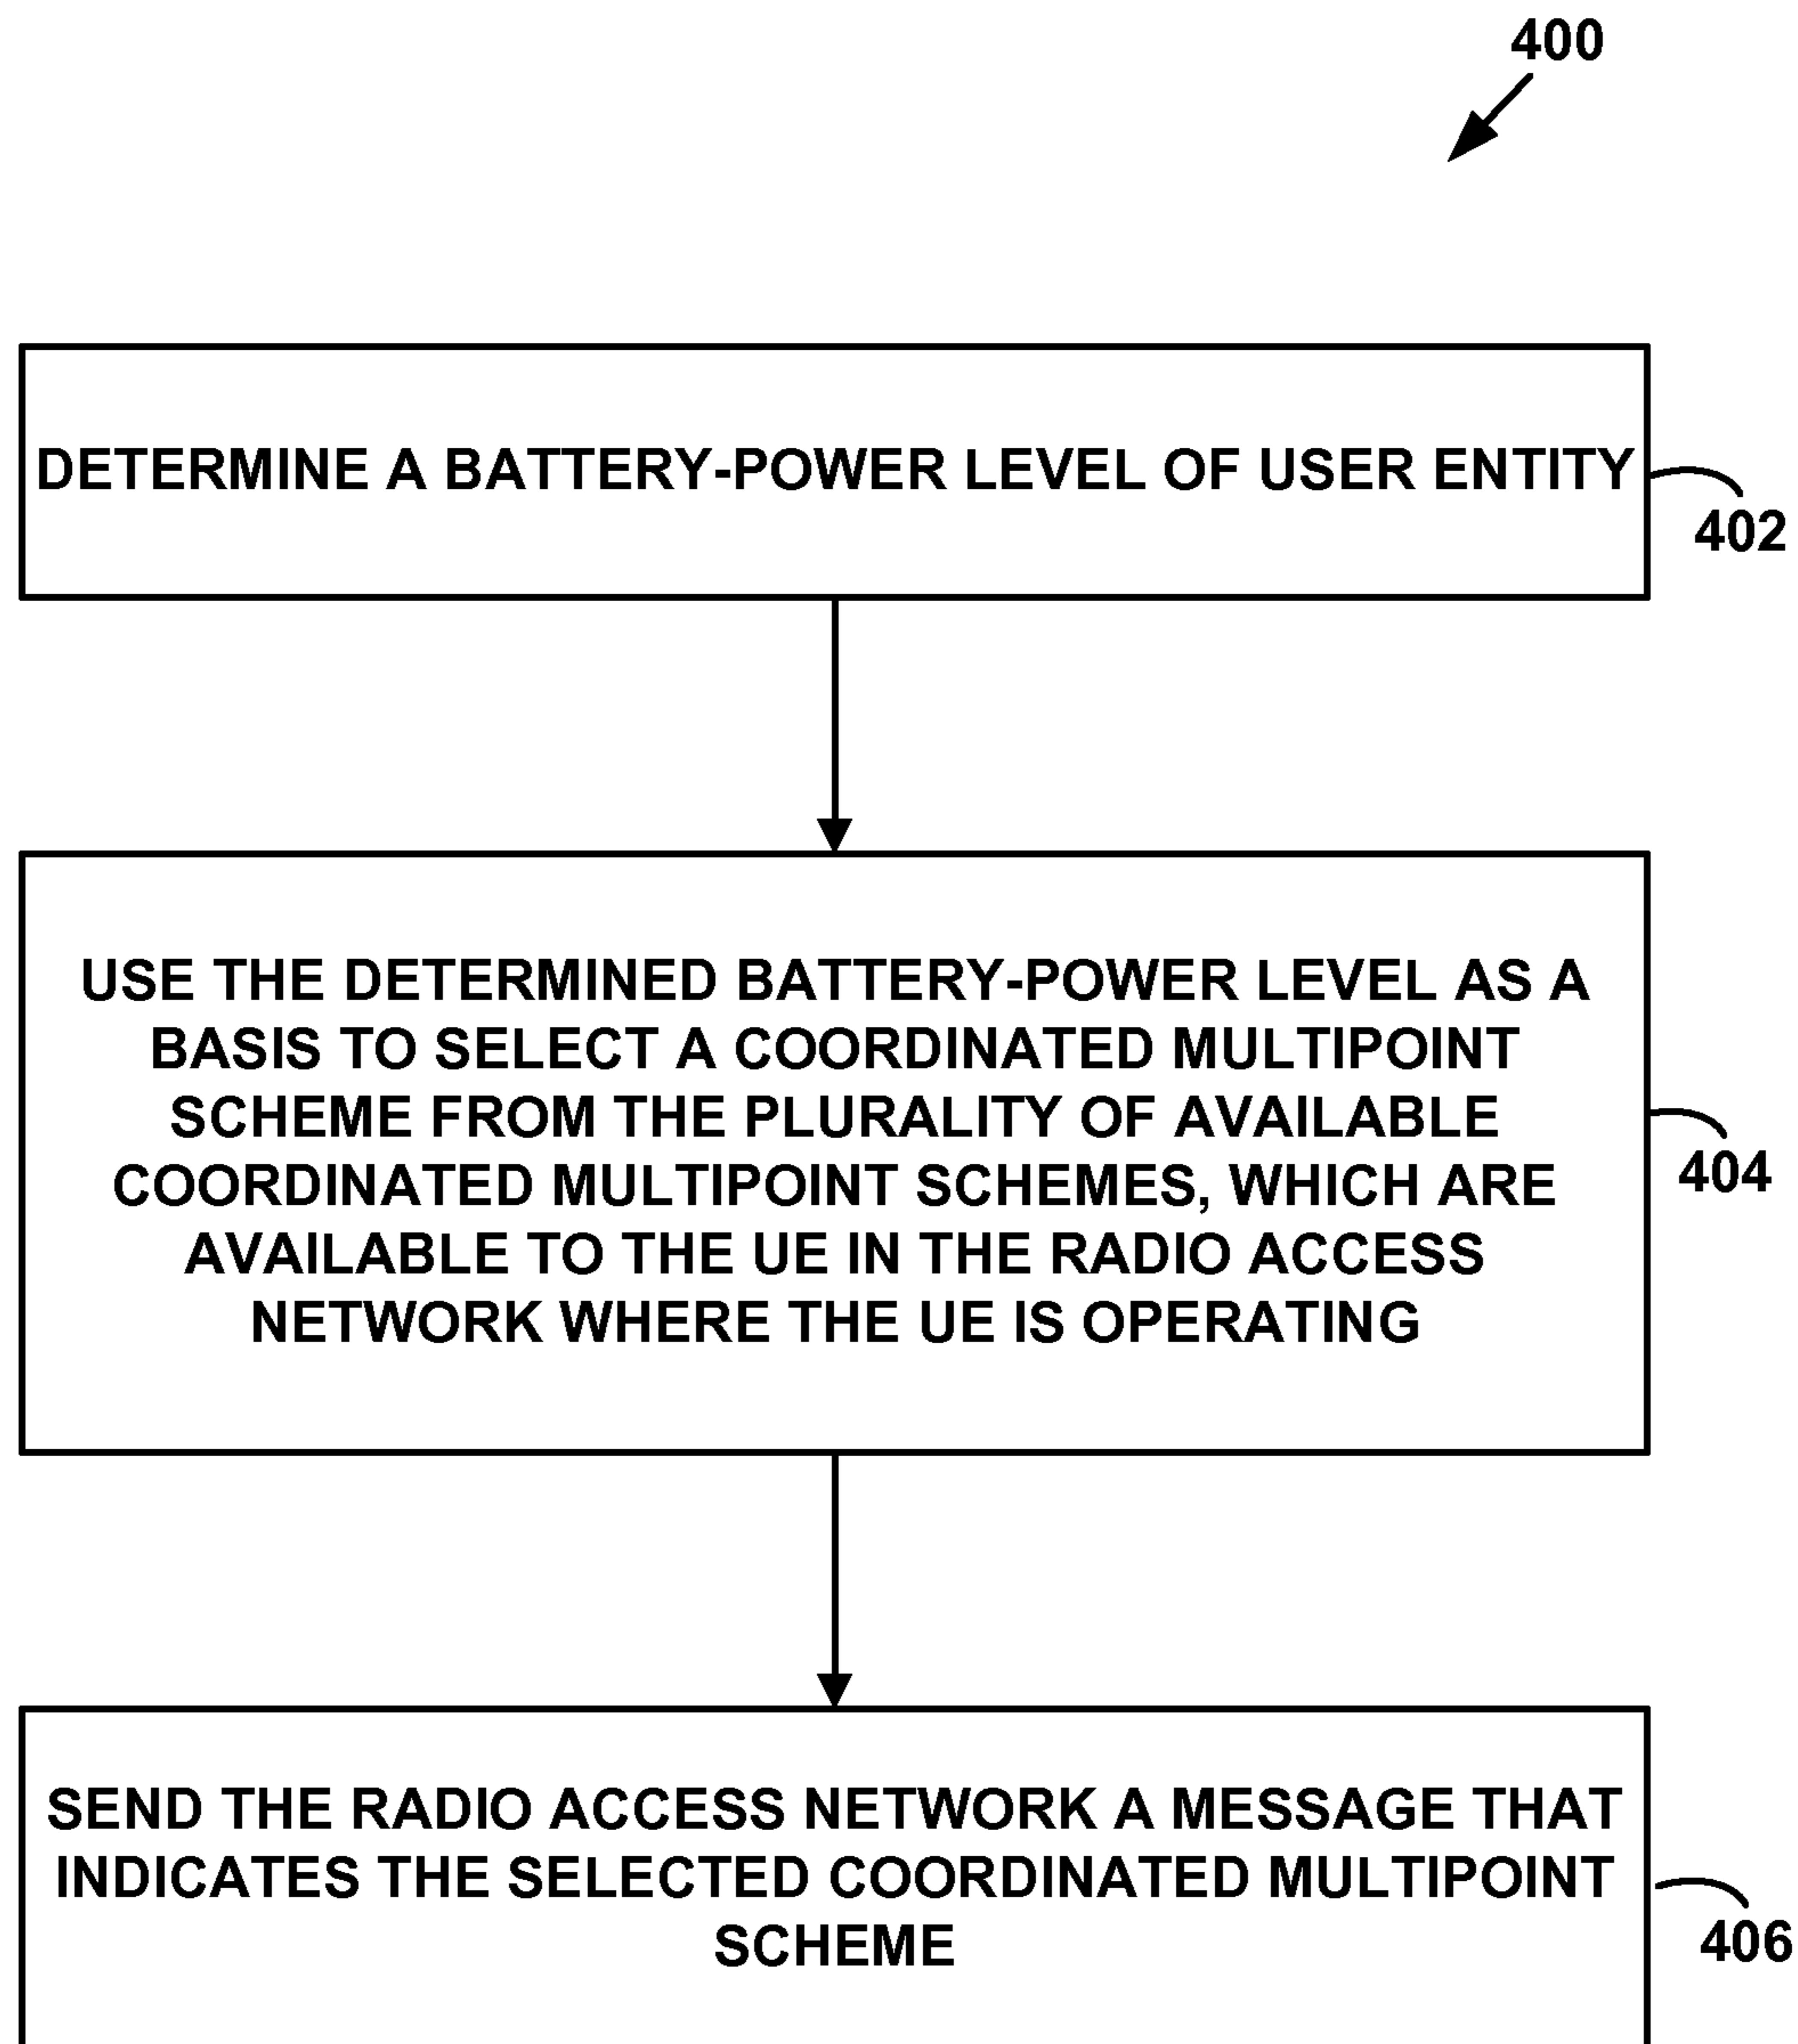 400
DETERMINE A BATTERY-POWER LEVEL OF USER ENTITY
402
USE THE DETERMINED BATTERY-POWER LEVEL AS A
BASIS TO SELECT A COORDINATED MULTIPOINT
SCHEME FROM THE PLURALITY OF AVAILABLE
COORDINATED MULTIPOINT SCHEMES, WHICH ARE
AVAILABLE TO THE UE IN THE RADIO ACCESS
NETWORK WHERE THE UE IS OPERATING
404
SEND THE RADIO ACCESS NETWORK A MESSAGE THAT
INDICATES THE SELECTED COORDINATED MULTIPOINT
SCHEME
406